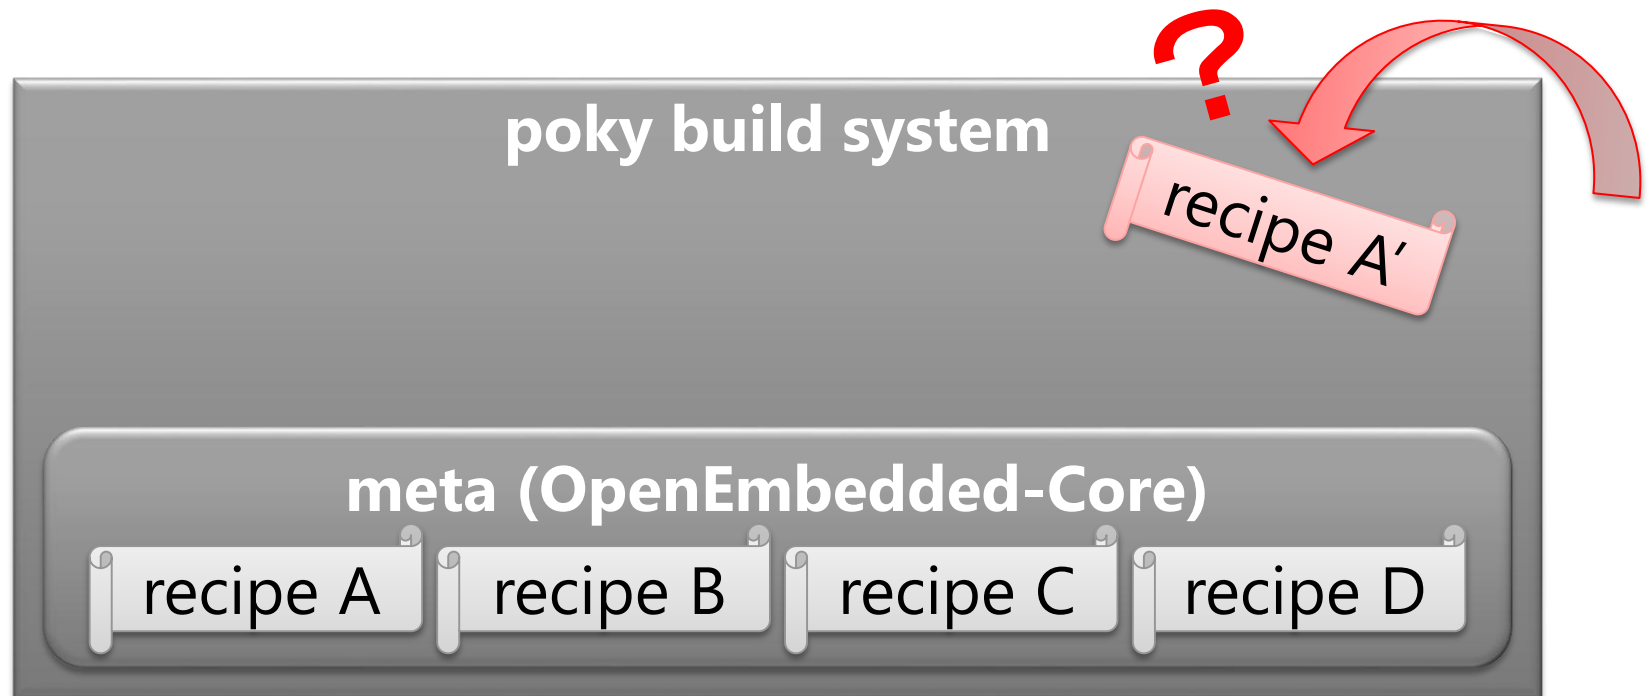 ?
poky build system
recipe A′
meta (OpenEmbedded-Core)
recipe A
recipe B
recipe C
recipe D